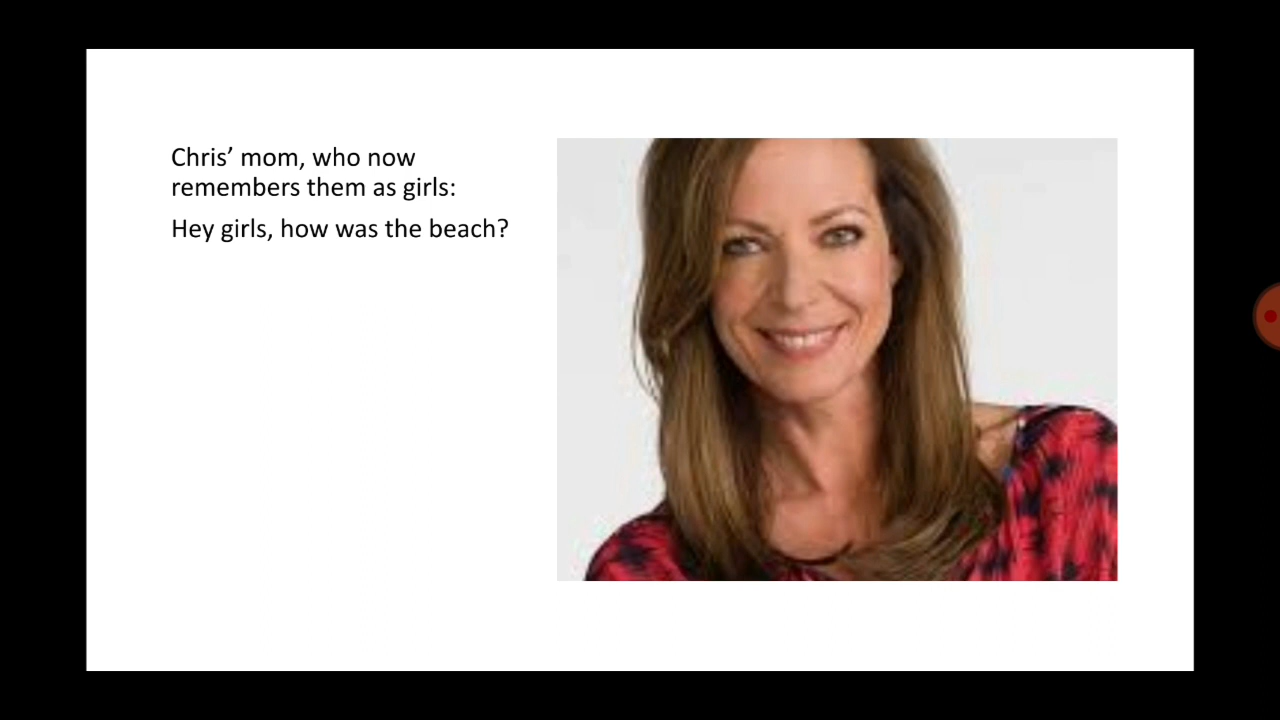 Chris’ mom, who now
remembers them as girls:
Hey girls, how was the beach?